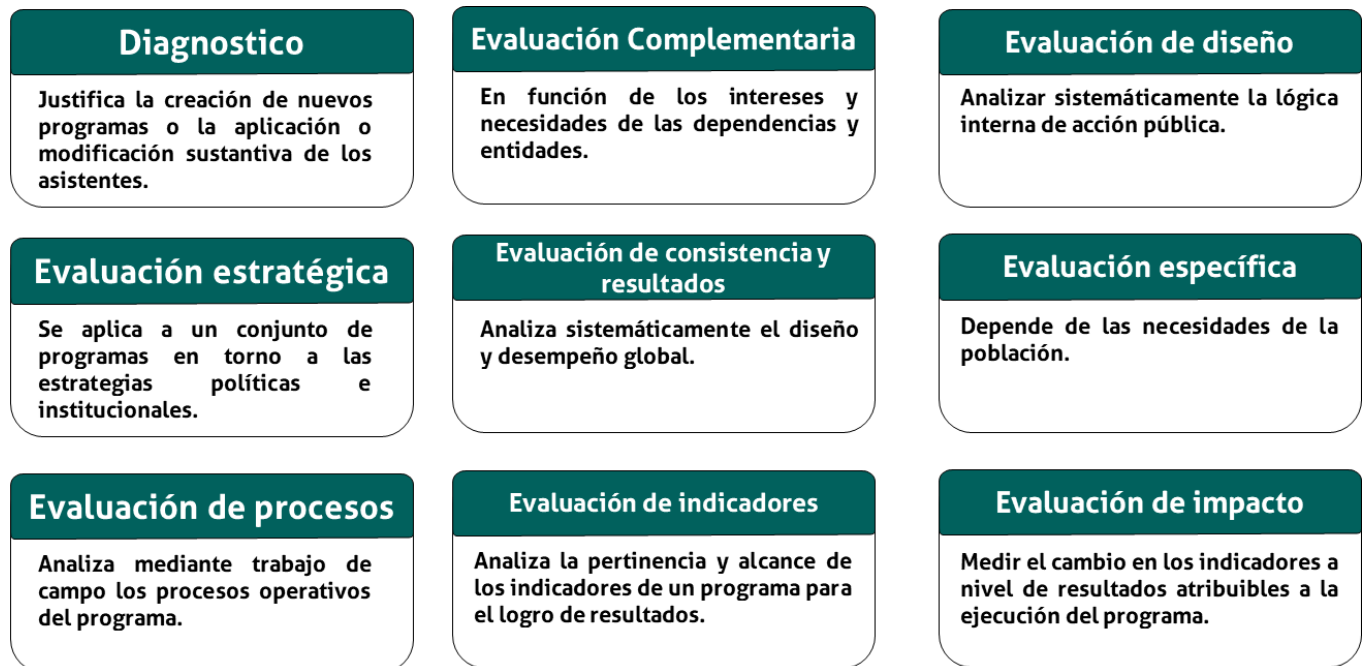 Diagnostico
Justifica la creación de nuevos
programas o la aplicación o
modificación sustantiva de los
asistentes.
Evaluación Complementaria
En función de los intereses y
necesidades de las dependencias y
entidades.
Evaluación de diseño
Analizar sistemáticamente la lógica
interna de acción pública.
Evaluación estratégica
Se aplica a un conjunto de
programas en torno a las
estrategias políticas e
institucionales.
Evaluación de consistencia y
resultados
Analiza sistemáticamente el diseño
y desempeño global.
Evaluación específica
Depende de las necesidades de la
población.
Evaluación de procesos
Analiza mediante trabajo de
campo los procesos operativos
del programa.
Evaluación de indicadores
Analiza la pertinencia y alcance de
los indicadores de un programa para
el logro de resultados.
Evaluación de impacto
Medir el cambio en los indicadores a
nivel de resultados atribuibles a la
ejecución del programa.